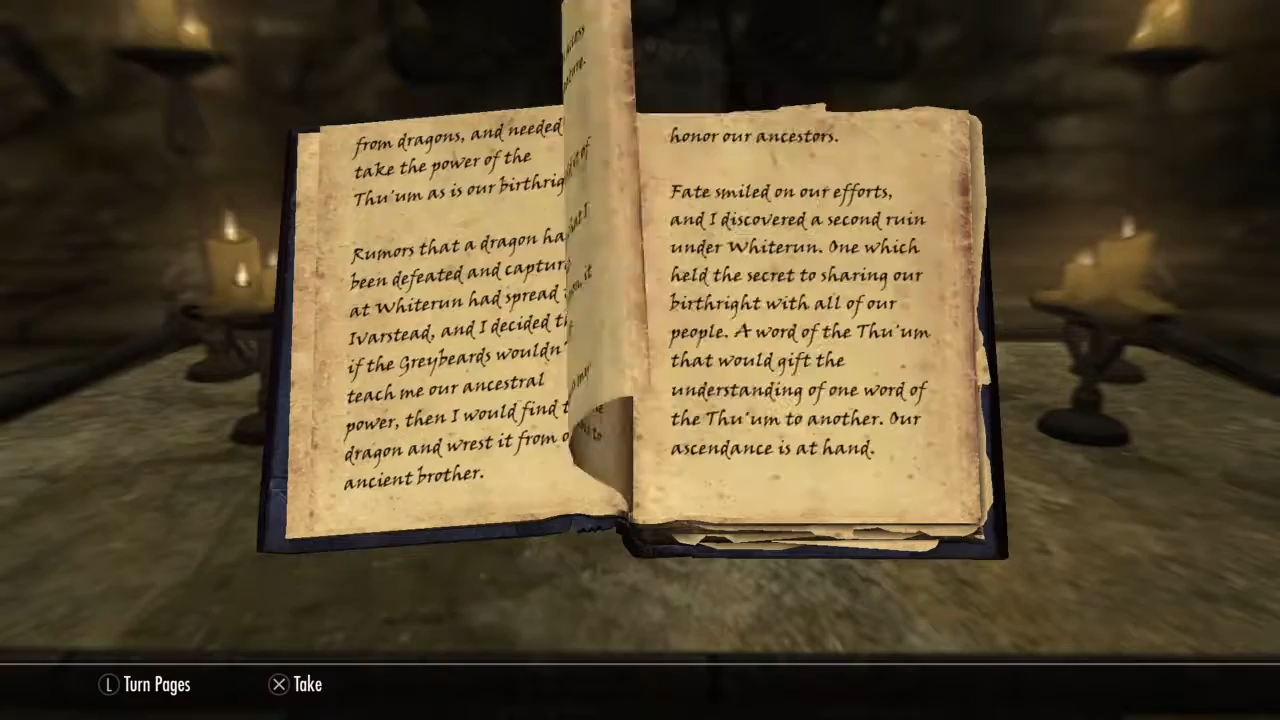 from dragons, and needed
take the power of the
Thu'um as is our birthrig
Rumors that a dragon ha
been defeated and captur
at Whiterun had spread
Ivarstead, and I decided th
if the Greybeards wouldn'
teach me our ancestral
power, then I would find t
dragon and wrest it from o
ancient brother.
honor our ancestors.
Fate smiled on our efforts,
and I discovered a second ruin
under Whiterun. One which
held the secret to sharing our
birthright with all of our
people. A word of the Thu'um
that would gift the
understanding of one word of
the Thu'um to another. Our
ascendance is at hand.
L Turn Pages
X Take